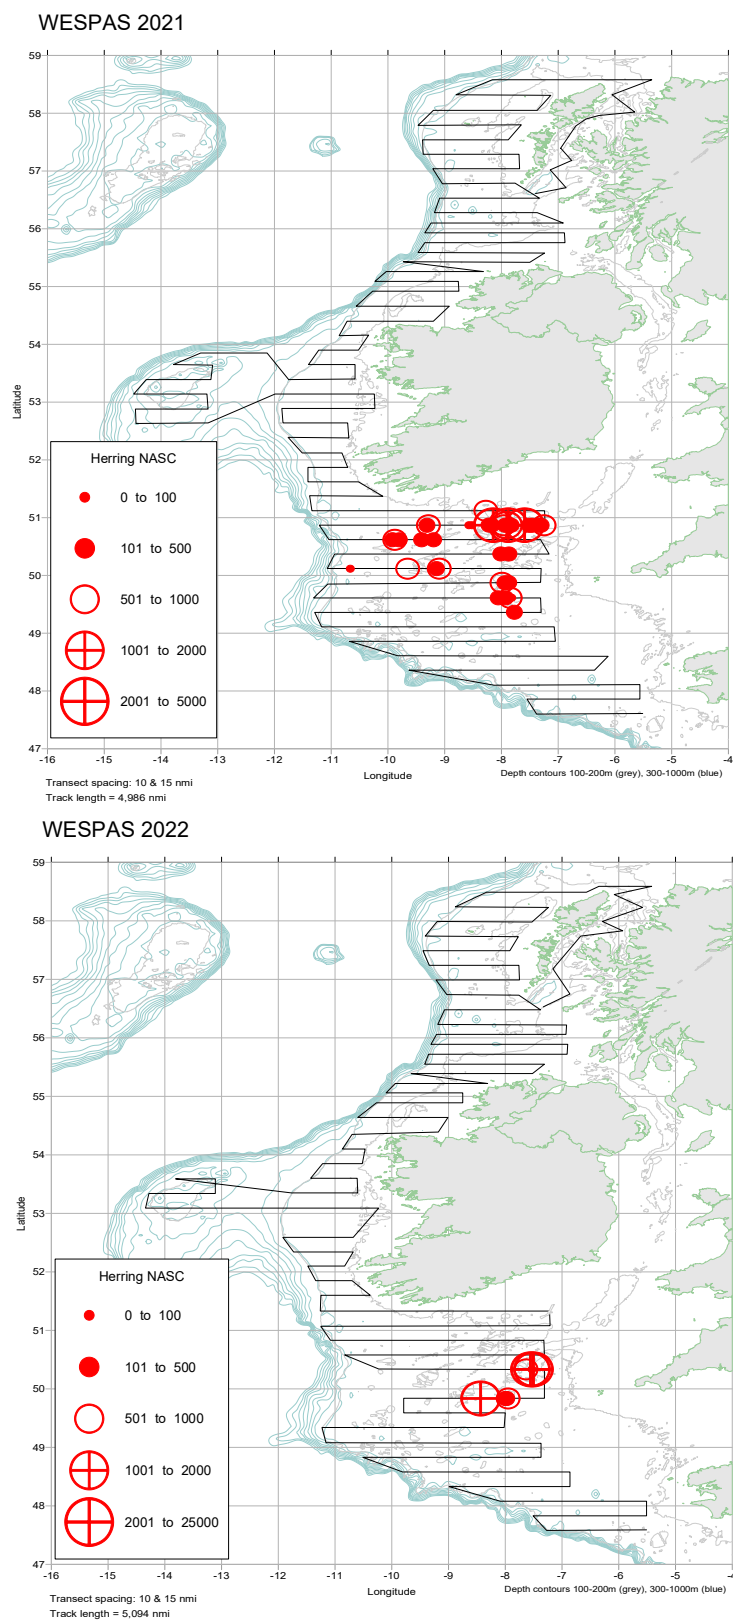 WESPAS 2021
59
58
57
56
55
54
53
52
51
50
49
48
47
Latitude
Herring NASC
0 to 100
101 to 500
501 to 1000
1001 to 2000
2001 to 5000
-16 -15 -14 -13 -12 -11 -10 -9 -8 -7 -6 -5 -4
Longitude
Depth contours 100-200m (grey), 300-1000m (blue)
Transect spacing: 10 & 15 nmi
Track length = 4,986 nmi
WESPAS 2022
59
58
57
56
55
54
53
52
51
50
49
48
47
Latitude
Herring NASC
0 to 100
101 to 500
501 to 1000
1001 to 2000
2001 to 25000
-16 -15 -14 -13 -12 -11 -10 -9 -8 -7 -6 -5 -4
Longitude
Depth contours 100-200m (grey), 300-1000m (blue)
Transect spacing: 10 & 15 nmi
Track length = 5,094 nmi